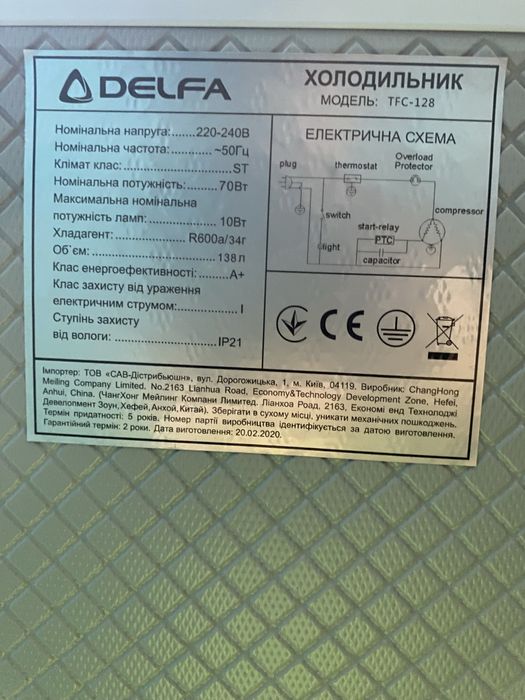 DELFA
ХОЛОДИЛЬНИК
МОДЕЛЬ: TFC-128
Номінальна напруга:.......220-240В
Номінальна частота:............~50Гц
Клімат клас:........................ST
Номінальна потужність:........70Вт
Максимальна номінальна
потужність ламп:.................10Вт
Хладагент:.................R600a/34г
Об`єм:..............................138 л
Клас енергоефективності:........A+
Клас захисту від ураження
електричним струмом:...............I
Ступінь захисту
від вологи: ......................IP21
ЕЛЕКТРИЧНА СХЕМА
plug
thermostat
Overload
Protector
switch
light
start-relay
PTC
capacitor
compressor
CE
Імпортер: ТОВ «САВ-Дістрибьюшн», вул. Дорогожицька, 1, м. Київ, 04119. Виробник: ChangHong
Meiling Company Limited. No.2163 Lianhua Road, Economy&Technology Development Zone, Hefei,
Anhui, China. (ЧангХонг Мейлинг Компани Лимитед. Ліанхоа Роад, 2163, Економі енд Технолоджі
Девелопмент Зоун, Хефей, Анхой, Китай). Зберігати в сухому місці, уникати механічних пошкоджень.
Термін придатності: 5 років. Номер партії виробництва ідентифікується за датою виготовлення.
Гарантійний термін: 2 роки. Дата виготовлення: 20.02.2020.